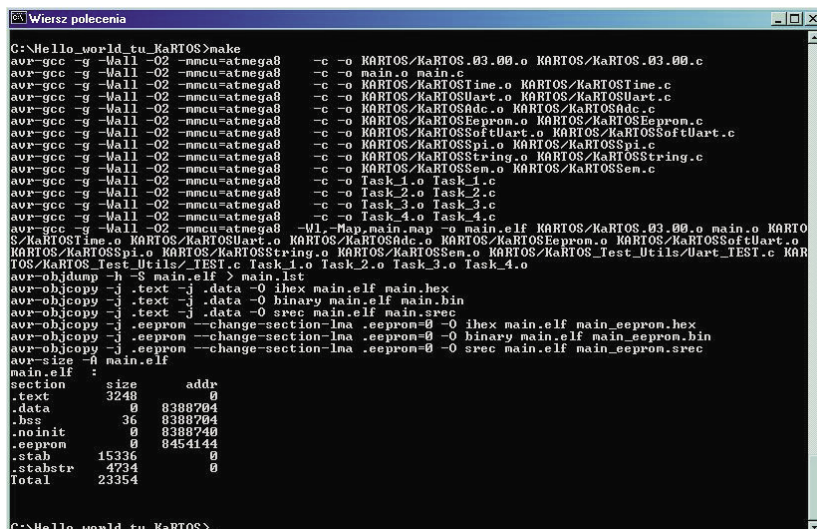 Wiersz polecenia
C:\Hello_world_tu_KaRTOS>make
avr-gcc -g -Wall -O2 -mmcu=atmega8 -c -o KARTOS/KaRTOS.03.00.o KARTOS/KaRTOS.03.00.c
avr-gcc -g -Wall -O2 -mmcu=atmega8 -c -o main.o main.c
avr-gcc -g -Wall -O2 -mmcu=atmega8 -c -o KARTOS/KaRTOSTime.o KARTOS/KaRTOSTime.c
avr-gcc -g -Wall -O2 -mmcu=atmega8 -c -o KARTOS/KaRTOSUart.o KARTOS/KaRTOSUart.c
avr-gcc -g -Wall -O2 -mmcu=atmega8 -c -o KARTOS/KaRTOSAdc.o KARTOS/KaRTOSAdc.c
avr-gcc -g -Wall -O2 -mmcu=atmega8 -c -o KARTOS/KaRTOSEeprom.o KARTOS/KaRTOSEeprom.c
avr-gcc -g -Wall -O2 -mmcu=atmega8 -c -o KARTOS/KaRTOSSoftUart.o KARTOS/KaRTOSSoftUart.c
avr-gcc -g -Wall -O2 -mmcu=atmega8 -c -o KARTOS/KaRTOSSpi.o KARTOS/KaRTOSSpi.c
avr-gcc -g -Wall -O2 -mmcu=atmega8 -c -o KARTOS/KaRTOSString.o KARTOS/KaRTOSString.c
avr-gcc -g -Wall -O2 -mmcu=atmega8 -c -o KARTOS/KaRTOSSem.o KARTOS/KaRTOSSem.c
avr-gcc -g -Wall -O2 -mmcu=atmega8 -c -o Task_1.o Task_1.c
avr-gcc -g -Wall -O2 -mmcu=atmega8 -c -o Task_2.o Task_2.c
avr-gcc -g -Wall -O2 -mmcu=atmega8 -c -o Task_3.o Task_3.c
avr-gcc -g -Wall -O2 -mmcu=atmega8 -c -o Task_4.o Task_4.c
avr-gcc -g -Wall -O2 -mmcu=atmega8 -Wl,-Map,main.map -o main.elf KARTOS/KaRTOS.03.00.o main.o KARTO
S/KaRTOSTime.o KARTOS/KaRTOSUart.o KARTOS/KaRTOSAdc.o KARTOS/KaRTOSEeprom.o KARTOS/KaRTOSSoftUart.o
KARTOS/KaRTOSSpi.o KARTOS/KaRTOSString.o KARTOS/KaRTOSSem.o KARTOS/KaRTOS_Test_Utils/Uart_TEST.c KAR
TOS/KaRTOS_Test_Utils/_TEST.c Task_1.o Task_2.o Task_3.o Task_4.o
avr-objdump -h -S main.elf > main.lst
avr-objcopy -j .text -j .data -O ihex main.elf main.hex
avr-objcopy -j .text -j .data -O binary main.elf main.bin
avr-objcopy -j .text -j .data -O srec main.elf main.srec
avr-objcopy -j .eeprom --change-section-lma .eeprom=0 -O ihex main.elf main_eeprom.hex
avr-objcopy -j .eeprom --change-section-lma .eeprom=0 -O binary main.elf main_eeprom.bin
avr-objcopy -j .eeprom --change-section-lma .eeprom=0 -O srec main.elf main_eeprom.srec
avr-size -A main.elf
main.elf :
section size addr
.text 3248 0
.data 0 8388704
.bss 36 8388704
.noinit 0 8388740
.eeprom 0 8454144
.stab 15336 0
.stabstr 4734 0
Total 23354
C:\Hello_world_tu_KaRTOS>